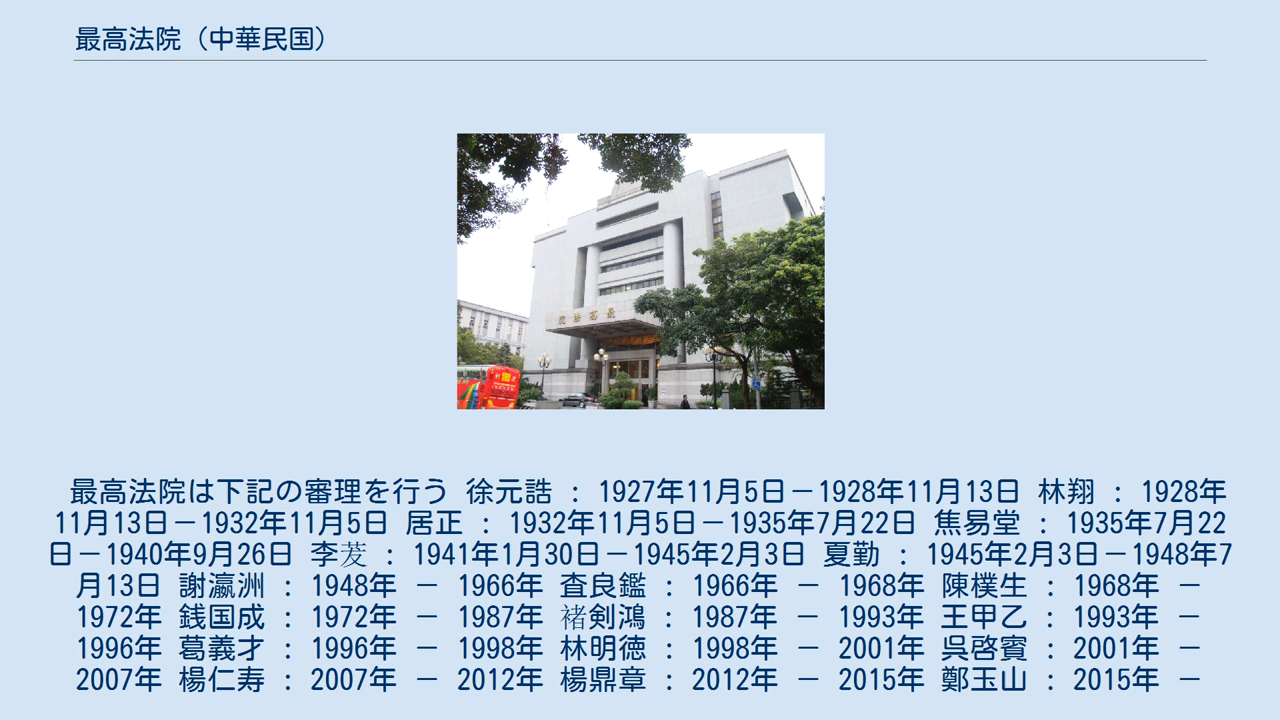 最高法院（中華民国）
最高法院
最高法院は下記の審理を行う 徐元誥 : 1927年11月5日－1928年11月13日 林翔 : 1928年
11月13日－1932年11月5日 居正 : 1932年11月5日－1935年7月22日 焦易堂 : 1935年7月22
日－1940年9月26日 李茇 : 1941年1月30日－1945年2月3日 夏勤 : 1945年2月3日－1948年7
月13日 謝瀛洲 : 1948年 － 1966年 査良鑑 : 1966年 － 1968年 陳樸生 : 1968年 －
1972年 銭国成 : 1972年 － 1987年 褚剣鴻 : 1987年 － 1993年 王甲乙 : 1993年 －
1996年 葛義才 : 1996年 － 1998年 林明徳 : 1998年 － 2001年 呉啓賓 : 2001年 －
2007年 楊仁寿 : 2007年 － 2012年 楊鼎章 : 2012年 － 2015年 鄭玉山 : 2015年 －